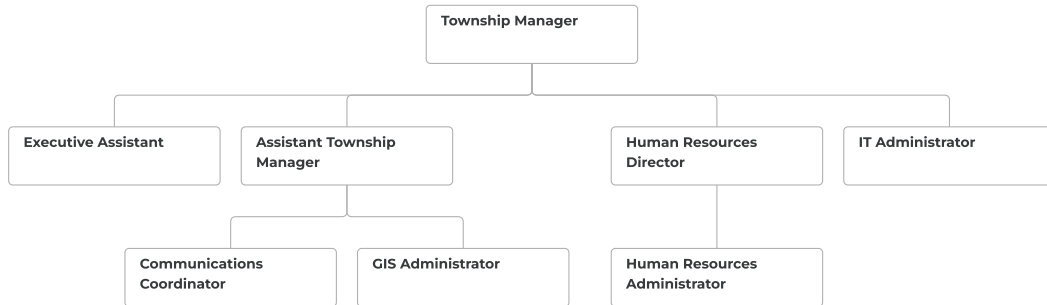 Township Manager
Executive Assistant
Assistant Township
Manager
Human Resources
Director
IT Administrator
Communications
Coordinator
GIS Administrator
Human Resources
Administrator